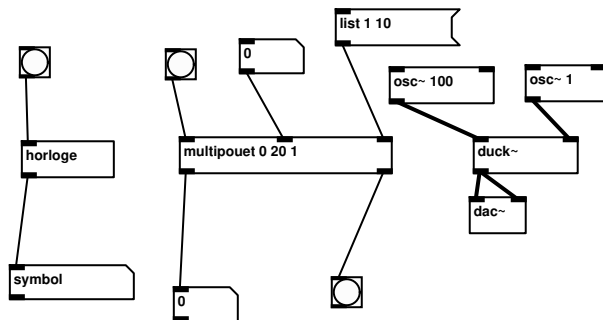 list 1 10
0
osc~ 100
osc~ 1
horloge
multipouet 0 20 1
duck~
dac~
symbol
0